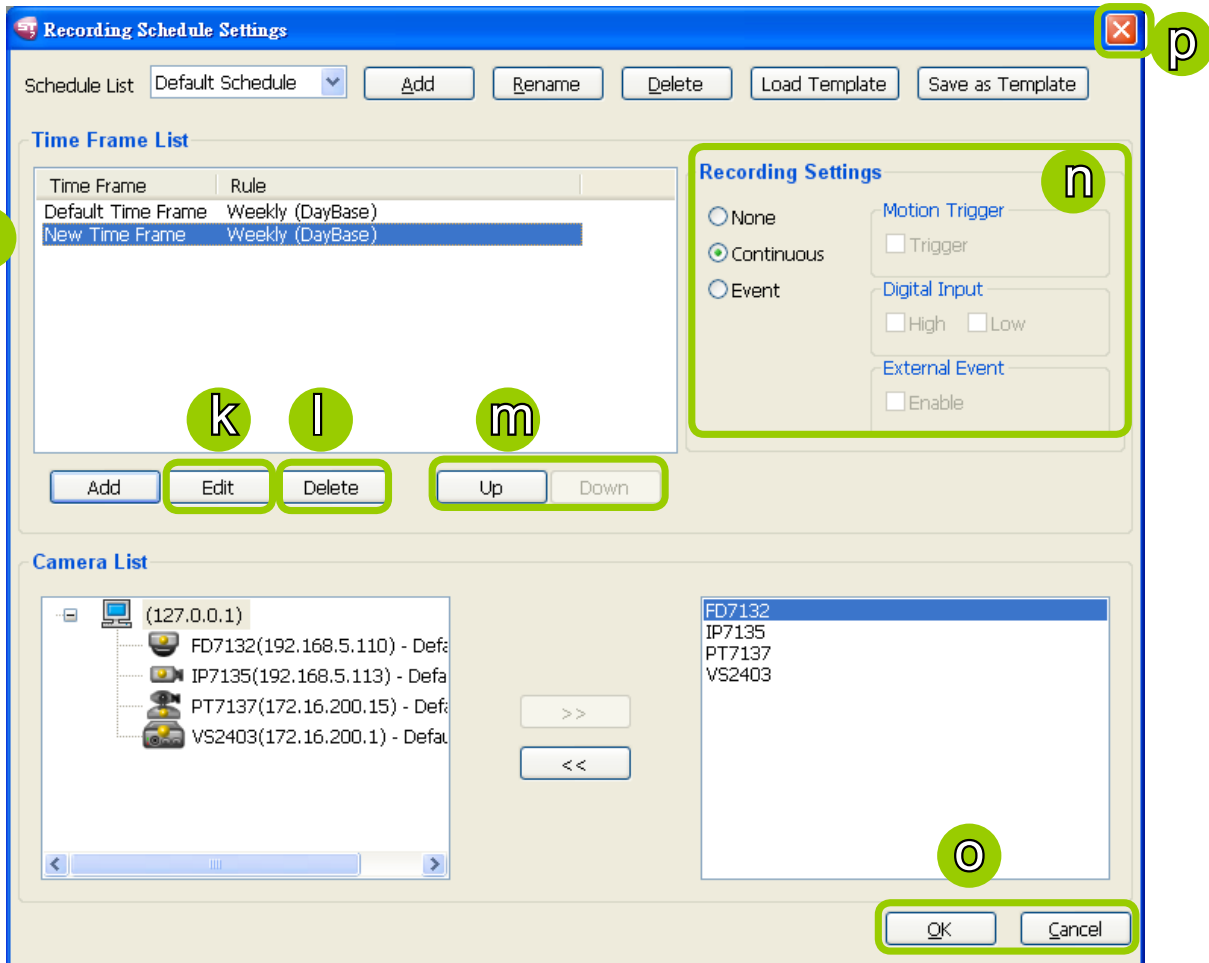 Recording Schedule Settings
p
Schedule List Default Schedule Add Rename Delete Load Template Save as Template
Time Frame List
Time Frame Rule
Default Time Frame Weekly (DayBase)
New Time Frame Weekly (DayBase)
Recording Settings
n
None
Continuous
Event
Motion Trigger
Trigger
Digital Input
High Low
External Event
Enable
k l m
Add Edit Delete Up Down
Camera List
(127.0.0.1)
FD7132(192.168.5.110) - Defa
IP7135(192.168.5.113) - Defa
PT7137(172.16.200.15) - Defa
VS2403(172.16.200.1) - Defau
>>
<<
FD7132
IP7135
PT7137
VS2403
o
OK Cancel